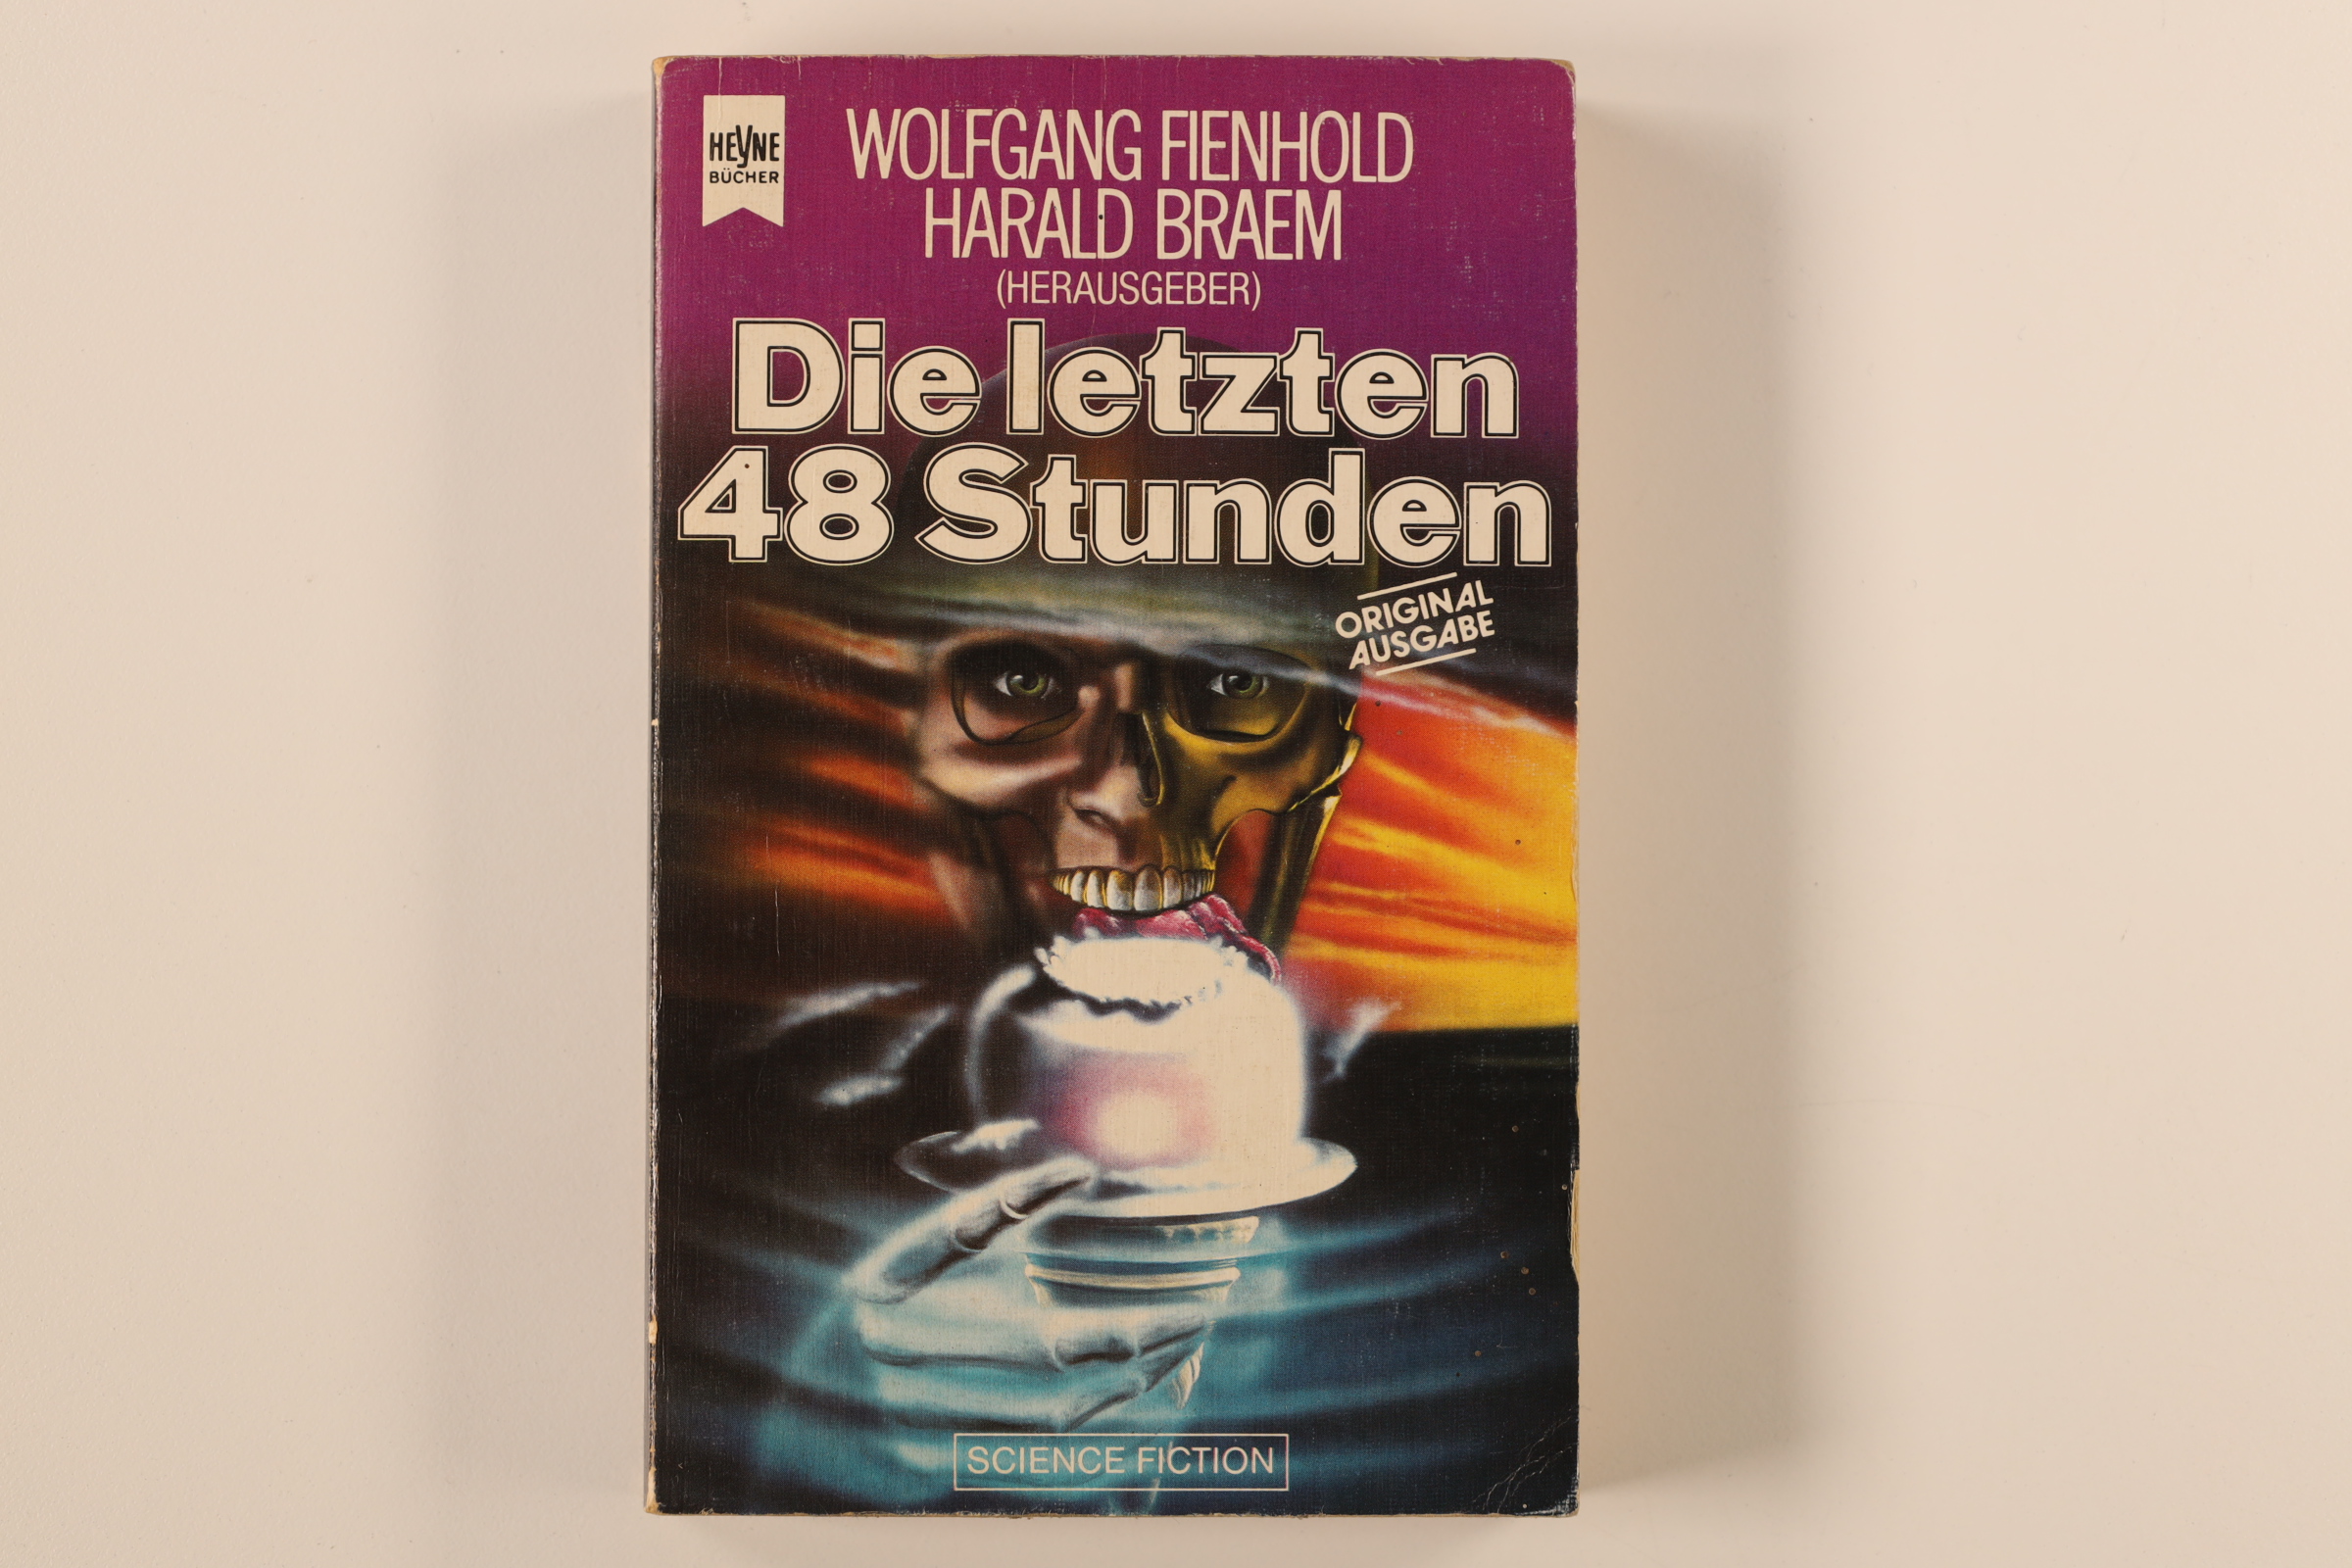 HEYNE
BÜCHER
WOLFGANG FIENHOLD
HARALD BRAEM
(HERAUSGEBER)
Die letzten
48 Stunden
ORIGINAL
AUSGABE
SCIENCE FICTION